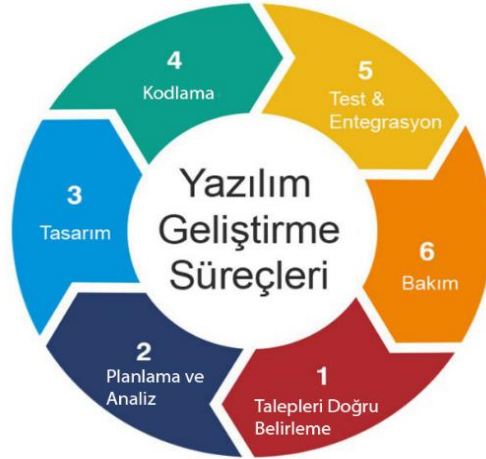 Yazılım
Geliştirme
Süreçleri
1
Talepleri Doğru
Belirleme
2
Planlama ve
Analiz
3
Tasarım
4
Kodlama
5
Test &
Entegrasyon
6
Bakım